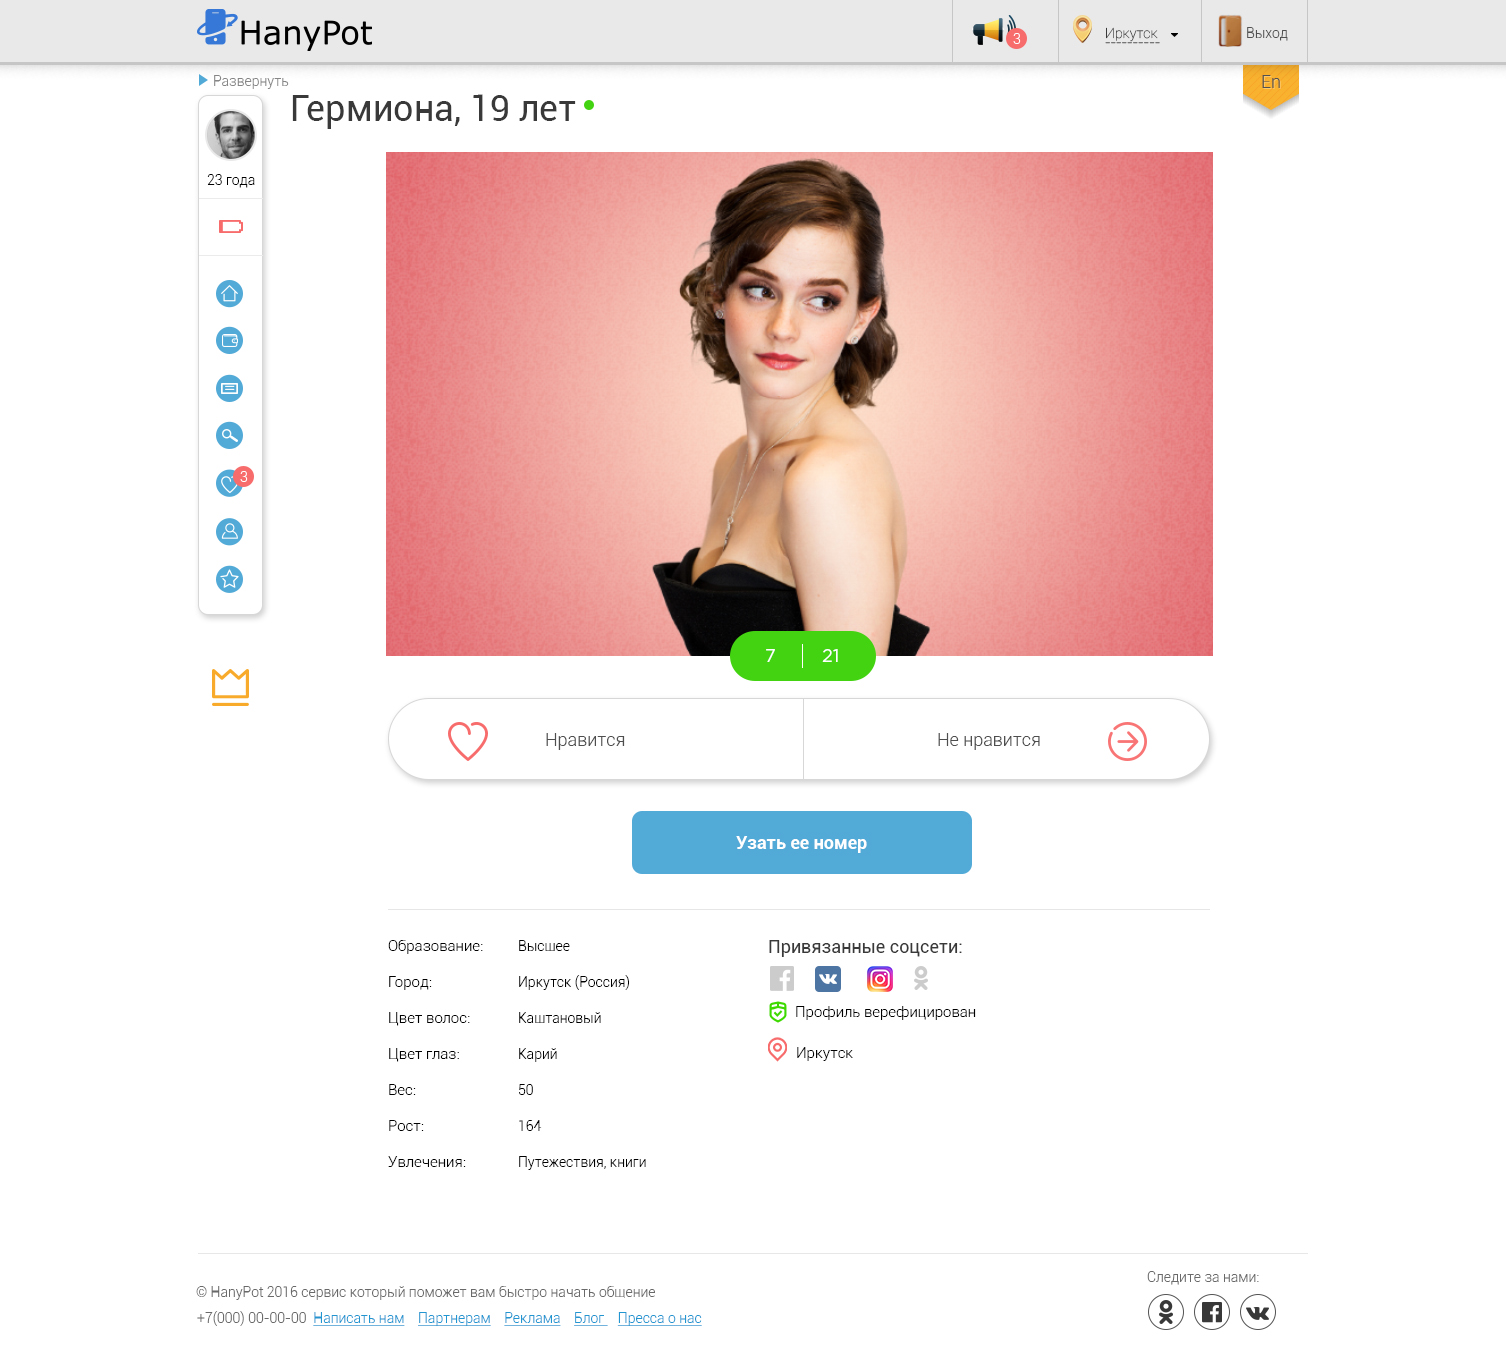 HanyPot
3
Иркутск
Выход
Развернуть
En
Гермиона, 19 лет
23 года
3
7
21
Нравится
Не нравится
Узать ее номер
Образование: Высшее
Город: Иркутск (Россия)
Цвет волос: Каштановый
Цвет глаз: Карий
Вес: 50
Рост: 164
Увлечения: Путешествия, книги
Привязанные соцсети:
Профиль верефицирован
Иркутск
© HanyPot 2016 сервис который поможет вам быстро начать общение
+7(000) 00-00-00 Написать нам Партнерам Реклама Блог Пресса о нас
Следите за нами: